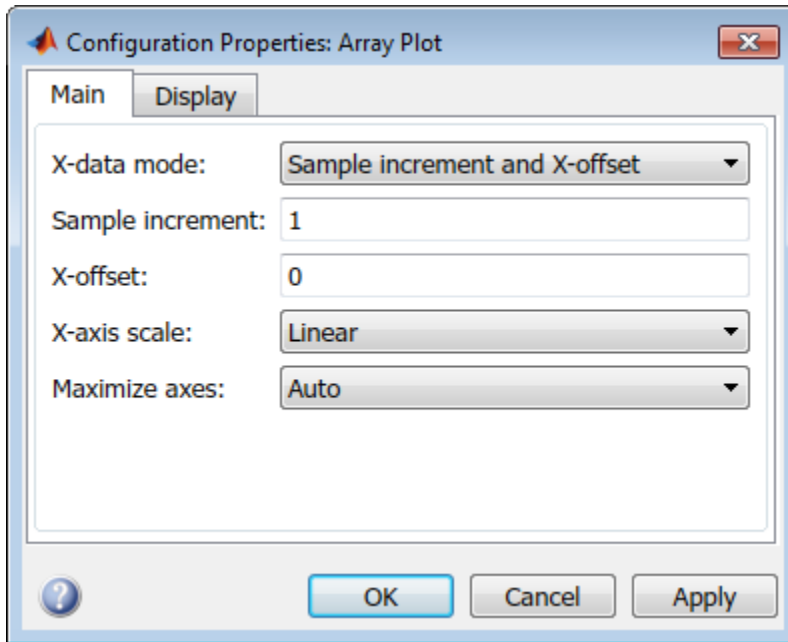 Configuration Properties: Array Plot
Main Display
X-data mode: Sample increment and X-offset
Sample increment: 1
X-offset: 0
X-axis scale: Linear
Maximize axes: Auto
? OK Cancel Apply